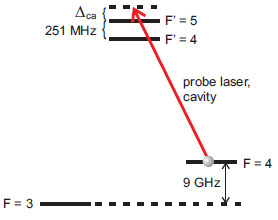 Δca
F' = 5
251 MHz
F' = 4
probe laser,
cavity
F = 4
9 GHz
F = 3